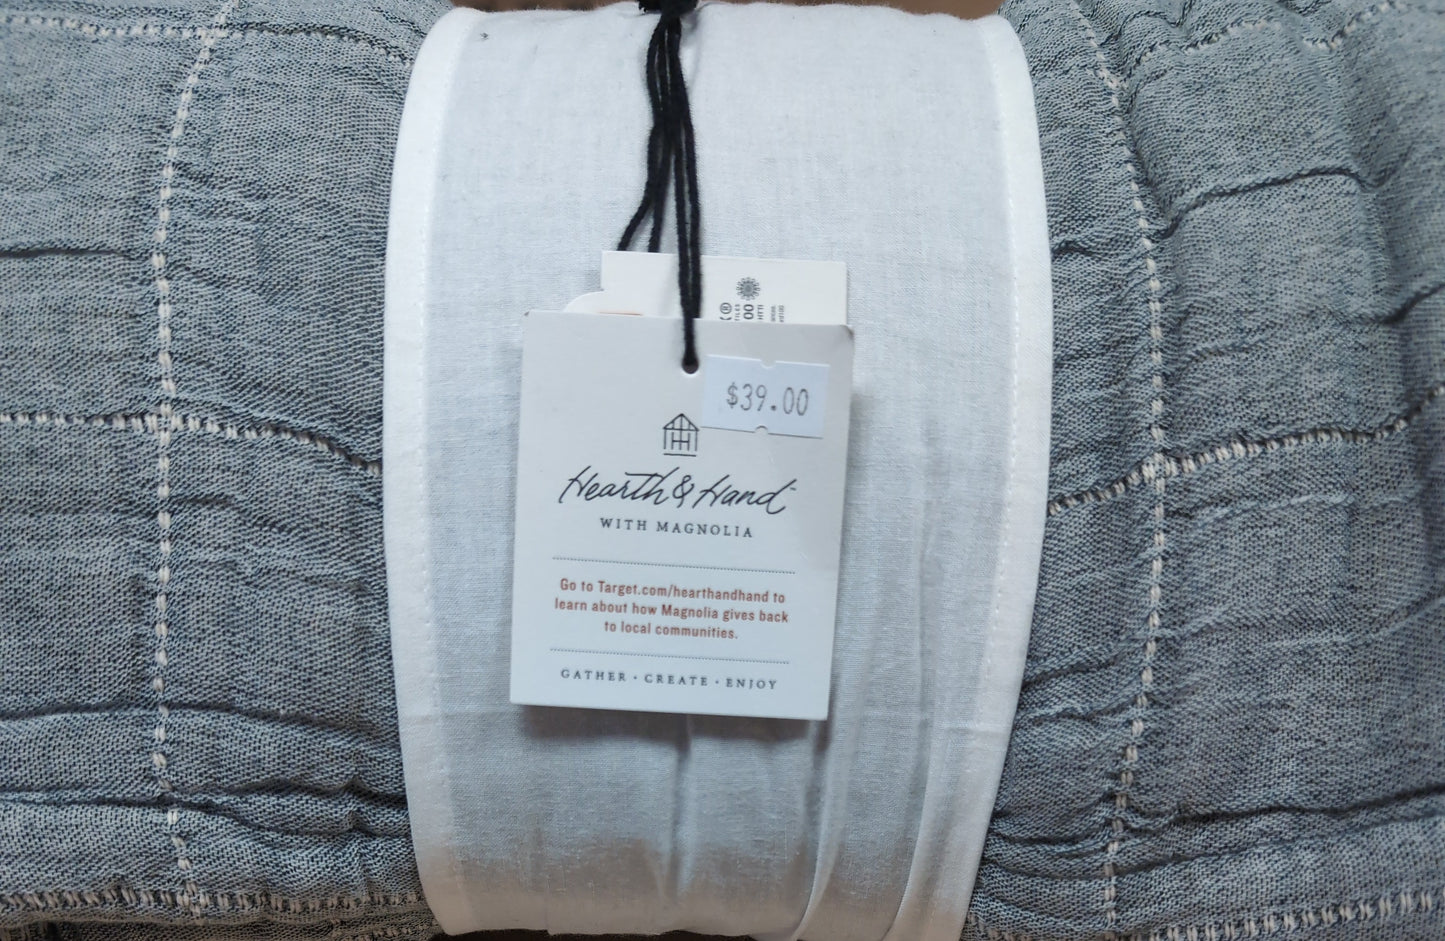 $39.00
Hearth & Hand™
WITH MAGNOLIA
Go to Target.com/hearthandhand to
learn about how Magnolia gives back
to local communities.
GATHER • CREATE • ENJOY